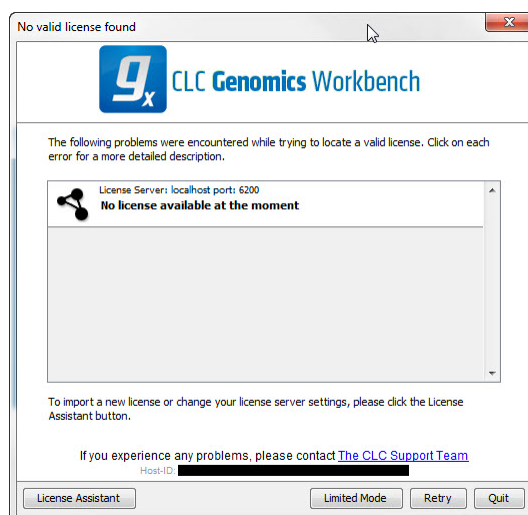 No valid license found
gx CLC Genomics Workbench
The following problems were encountered while trying to locate a valid license. Click on each
error for a more detailed description.
License Server: localhost port: 6200
No license available at the moment
To import a new license or change your license server settings, please click the License
Assistant button.
If you experience any problems, please contact The CLC Support Team
Host-ID:
License Assistant
Limited Mode
Retry
Quit